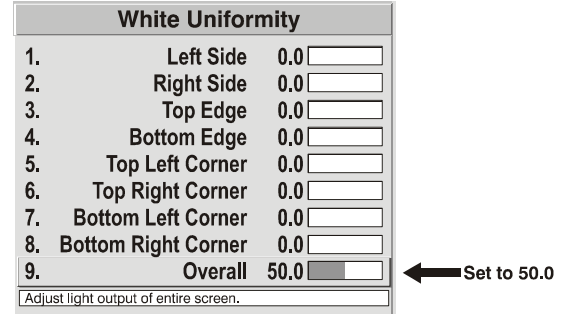 White Uniformity
1. Left Side 0.0
2. Right Side 0.0
3. Top Edge 0.0
4. Bottom Edge 0.0
5. Top Left Corner 0.0
6. Top Right Corner 0.0
7. Bottom Left Corner 0.0
8. Bottom Right Corner 0.0
9. Overall 50.0 Set to 50.0
Adjust light output of entire screen.